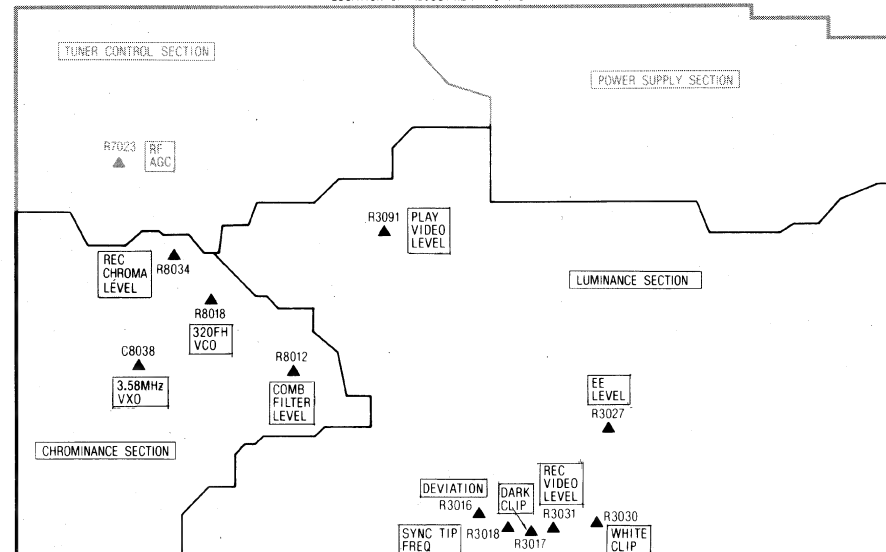 TUNER CONTROL SECTION
POWER SUPPLY SECTION
R7023
RF
AGC
R3091
PLAY
VIDEO
LEVEL
REC
CHROMA
LEVEL
R8034
LUMINANCE SECTION
R8018
320FH
VCO
C8038
3.58MHz
VXO
R8012
COMB
FILTER
LEVEL
EE
LEVEL
R3027
CHROMINANCE SECTION
DEVIATION
R3016
DARK
CLIP
REC
VIDEO
LEVEL
SYNC TIP
FREQ
R3018
R3017
R3031
R3030
WHITE
CLIP